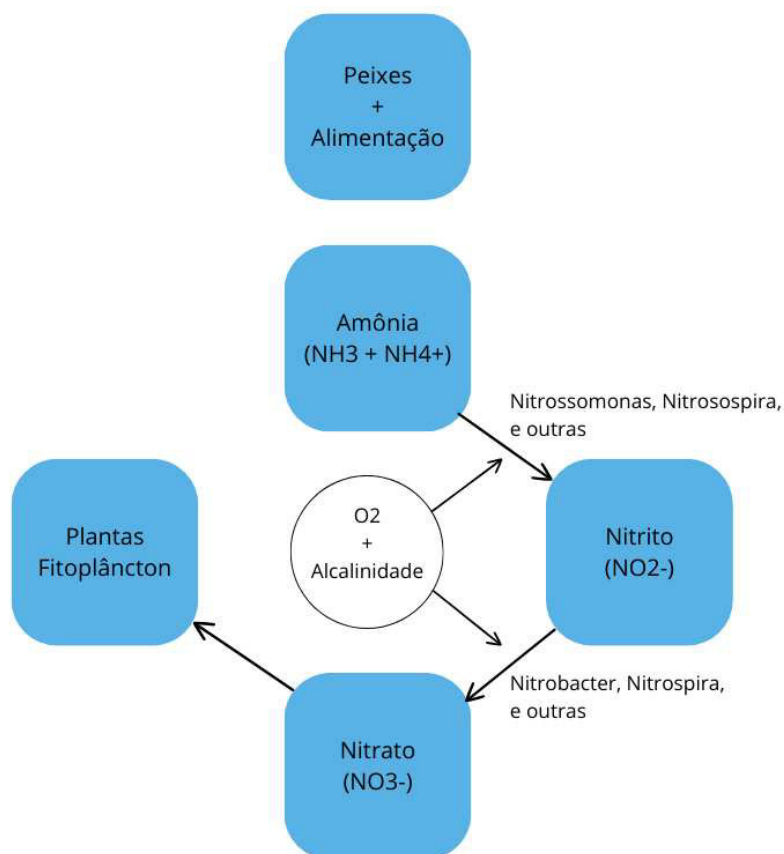 Peixes
+
Alimentação
Amônia
(NH3 + NH4+)
Nitrossomonas, Nitrosospira,
e outras
Plantas
Fitoplâncton
O2
+
Alcalinidade
Nitrito
(NO2-)
Nitrobacter, Nitrospira,
e outras
Nitrato
(NO3-)